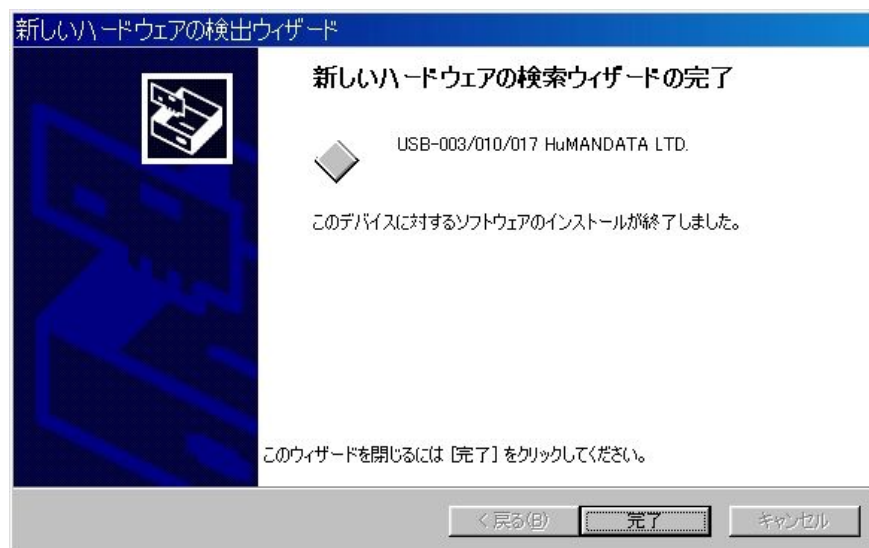 新しいハードウェアの検出ウィザード
新しいハードウェアの検索ウィザードの完了
USB-003/010/017 HuMANDATA LTD.
このデバイスに対するソフトウェアのインストールが終了しました。
このウィザードを閉じるには [完了] をクリックしてください。
< 戻る(B) 完了 キャンセル